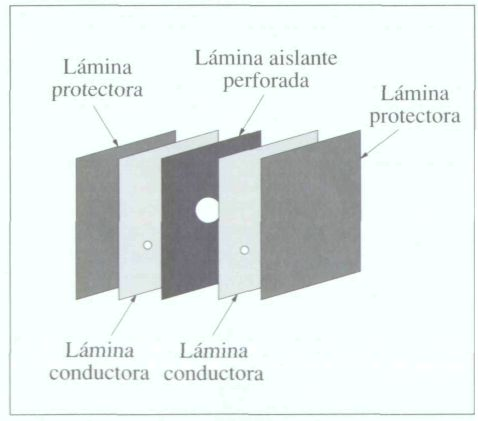 Lámina
protectora
Lámina aislante
perforada
Lámina
protectora
Lámina
conductora
Lámina
conductora